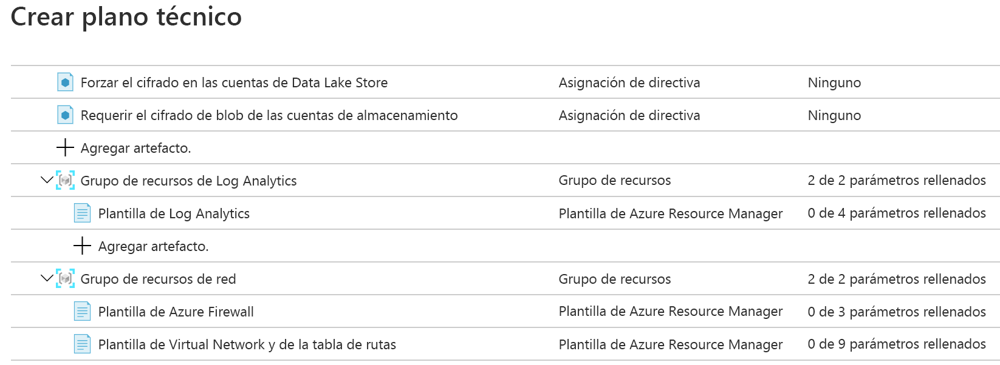 Crear plano técnico
Forzar el cifrado en las cuentas de Data Lake Store Asignación de directiva Ninguno
Requerir el cifrado de blob de las cuentas de almacenamiento Asignación de directiva Ninguno
Agregar artefacto.
Grupo de recursos de Log Analytics Grupo de recursos 2 de 2 parámetros rellenados
Plantilla de Log Analytics Plantilla de Azure Resource Manager 0 de 4 parámetros rellenados
Agregar artefacto.
Grupo de recursos de red Grupo de recursos 2 de 2 parámetros rellenados
Plantilla de Azure Firewall Plantilla de Azure Resource Manager 0 de 3 parámetros rellenados
Plantilla de Virtual Network y de la tabla de rutas Plantilla de Azure Resource Manager 0 de 9 parámetros rellenados